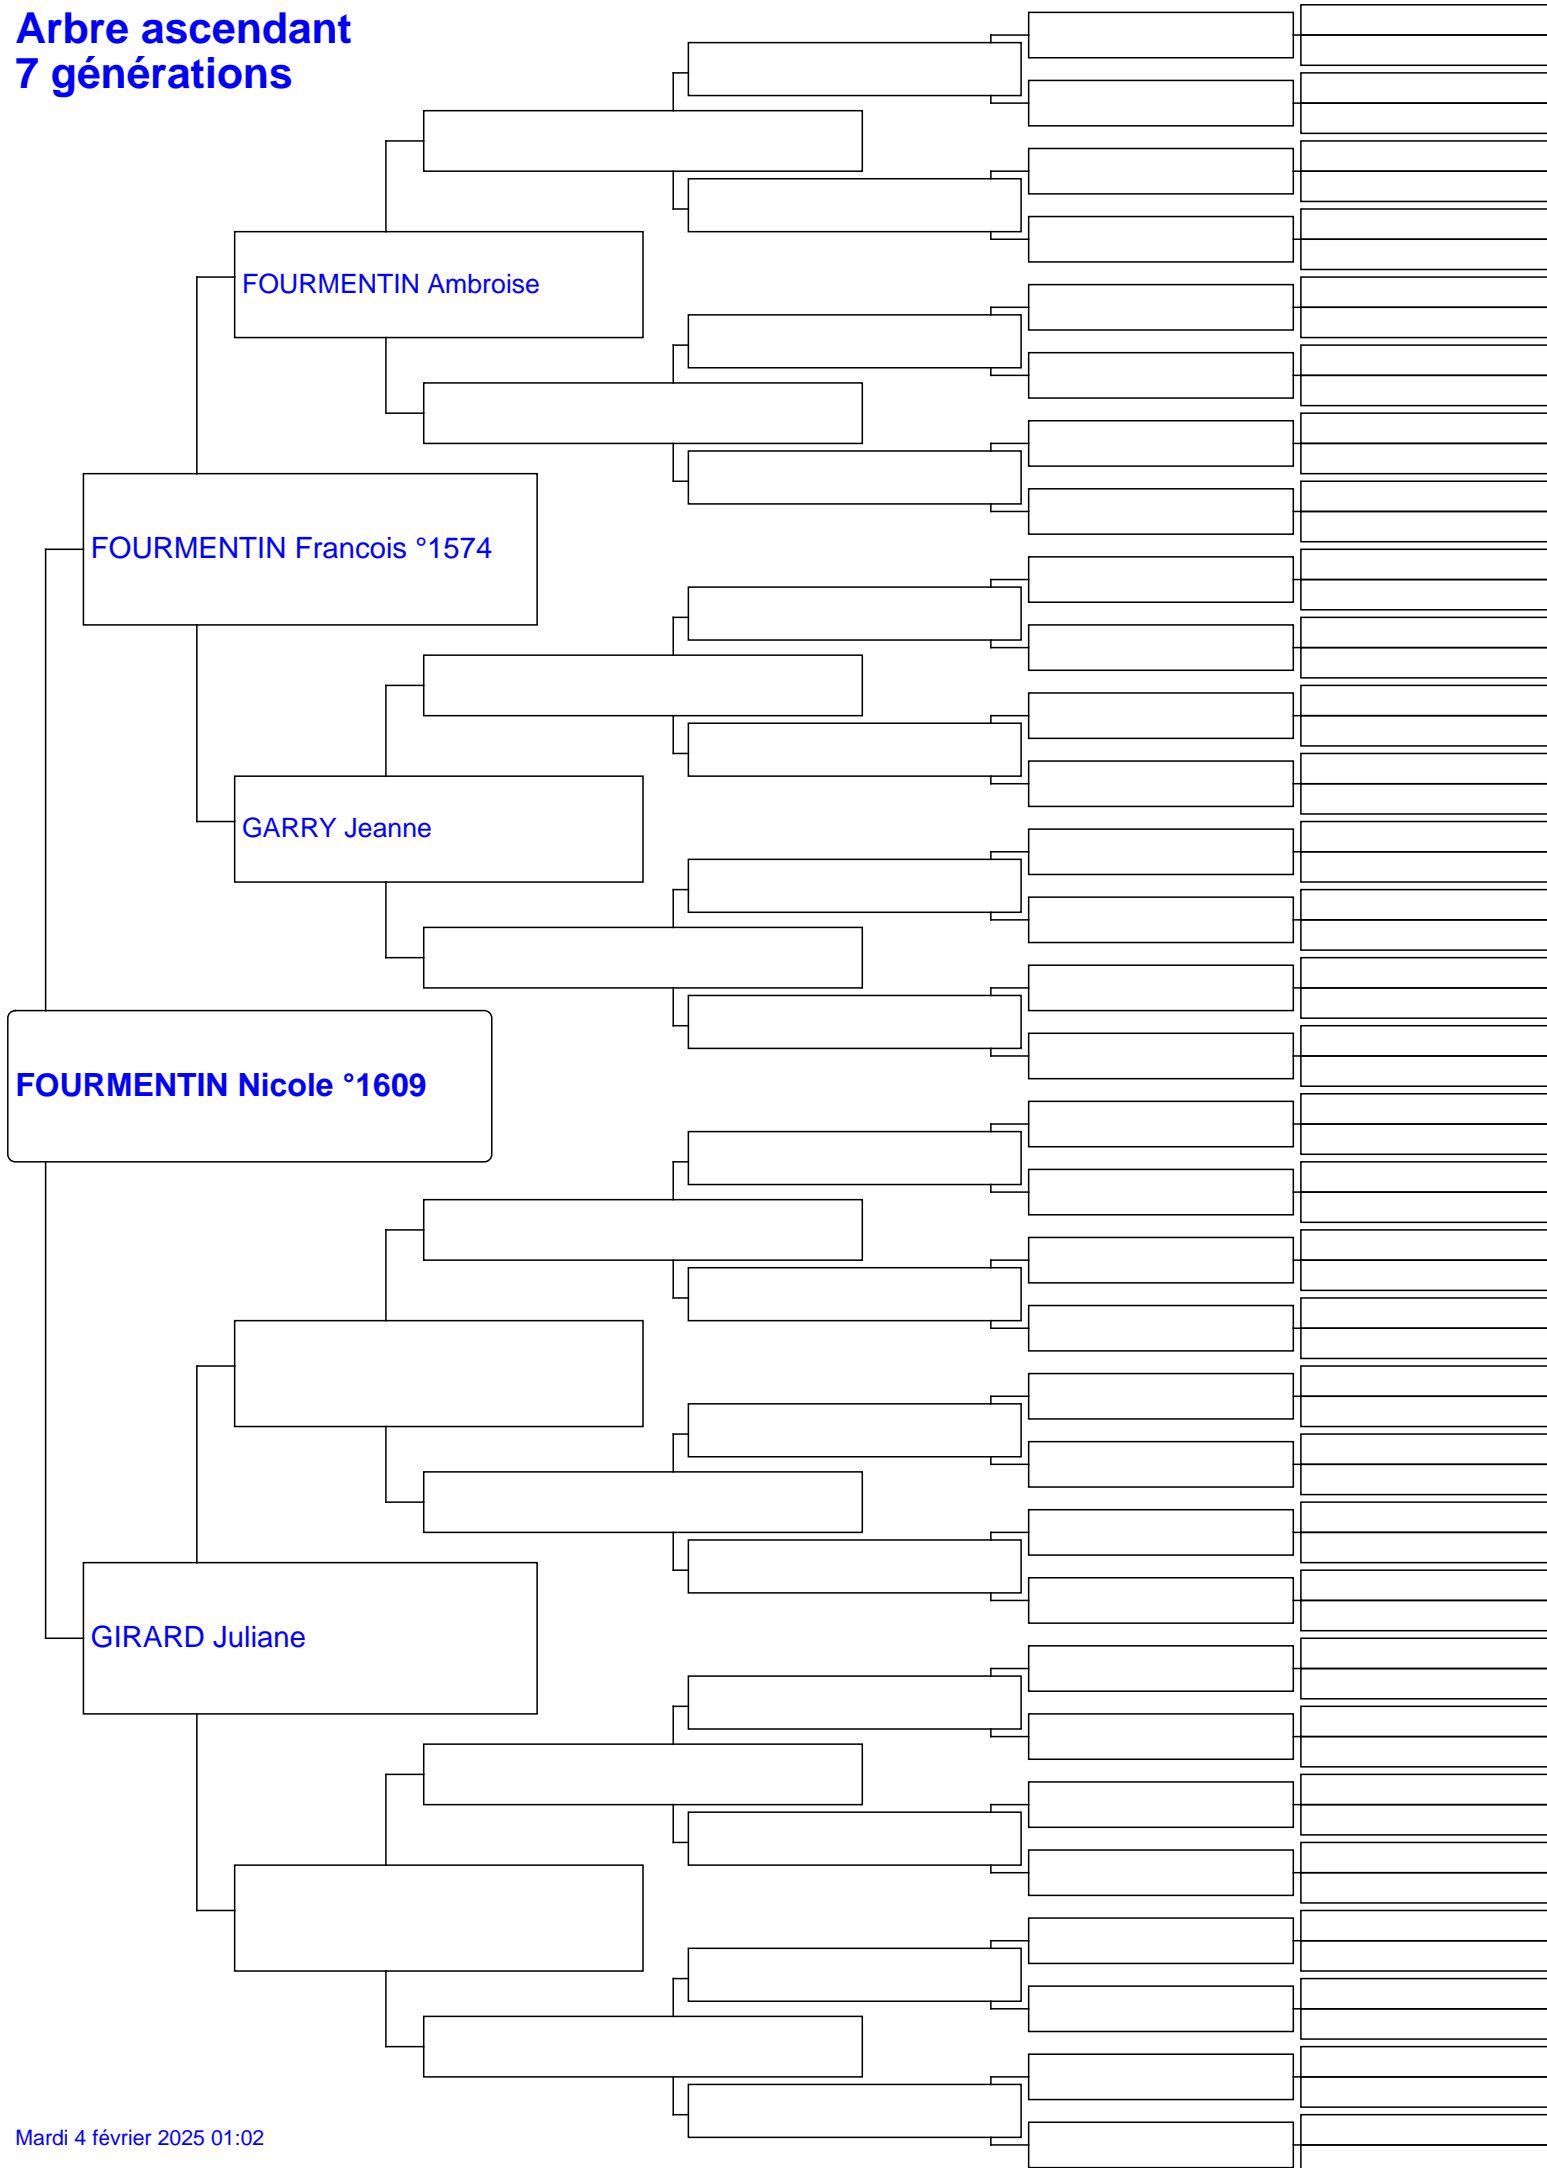 Arbre ascendant
7 générations
FOURMENTIN Ambroise
FOURMENTIN Francois °1574
GARRY Jeanne
FOURMENTIN Nicole °1609
GIRARD Juliane
Mardi 4 février 2025 01:02